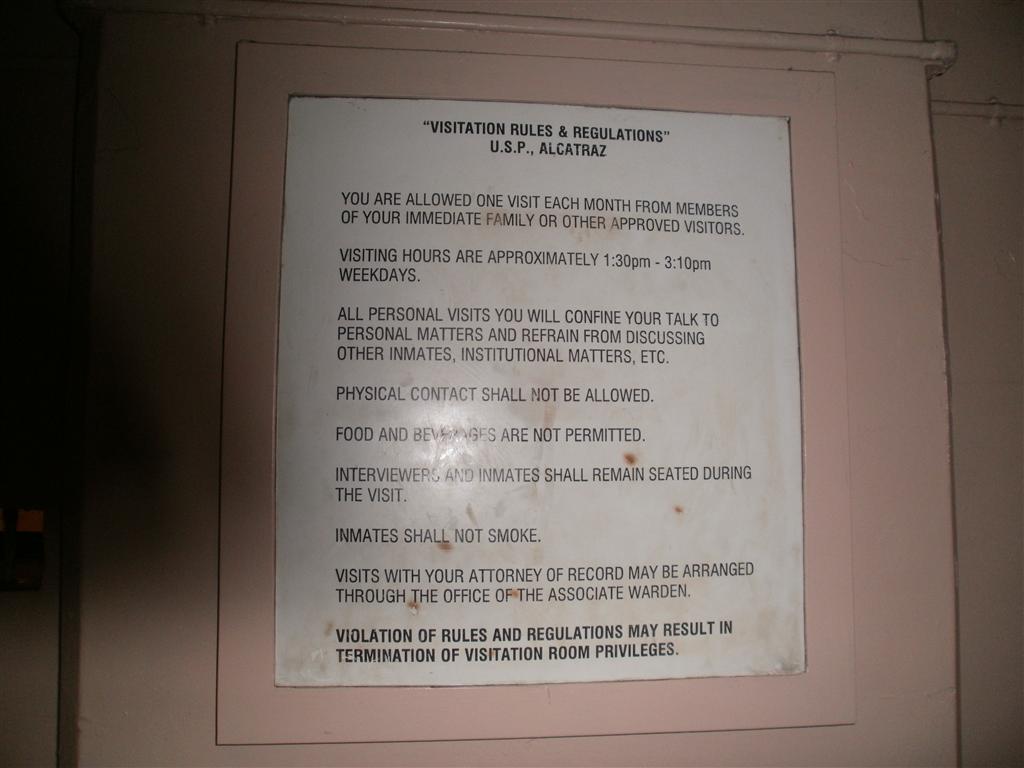 "VISITATION RULES & REGULATIONS"
U.S.P., ALCATRAZ
YOU ARE ALLOWED ONE VISIT EACH MONTH FROM MEMBERS
OF YOUR IMMEDIATE FAMILY OR OTHER APPROVED VISITORS.
VISITING HOURS ARE APPROXIMATELY 1:30pm - 3:10pm
WEEKDAYS.
ALL PERSONAL VISITS YOU WILL CONFINE YOUR TALK TO
PERSONAL MATTERS AND REFRAIN FROM DISCUSSING
OTHER INMATES, INSTITUTIONAL MATTERS, ETC.
PHYSICAL CONTACT SHALL NOT BE ALLOWED.
FOOD AND BEVERAGES ARE NOT PERMITTED.
INTERVIEWERS AND INMATES SHALL REMAIN SEATED DURING
THE VISIT.
INMATES SHALL NOT SMOKE.
VISITS WITH YOUR ATTORNEY OF RECORD MAY BE ARRANGED
THROUGH THE OFFICE OF THE ASSOCIATE WARDEN.
VIOLATION OF RULES AND REGULATIONS MAY RESULT IN
TERMINATION OF VISITATION ROOM PRIVILEGES.